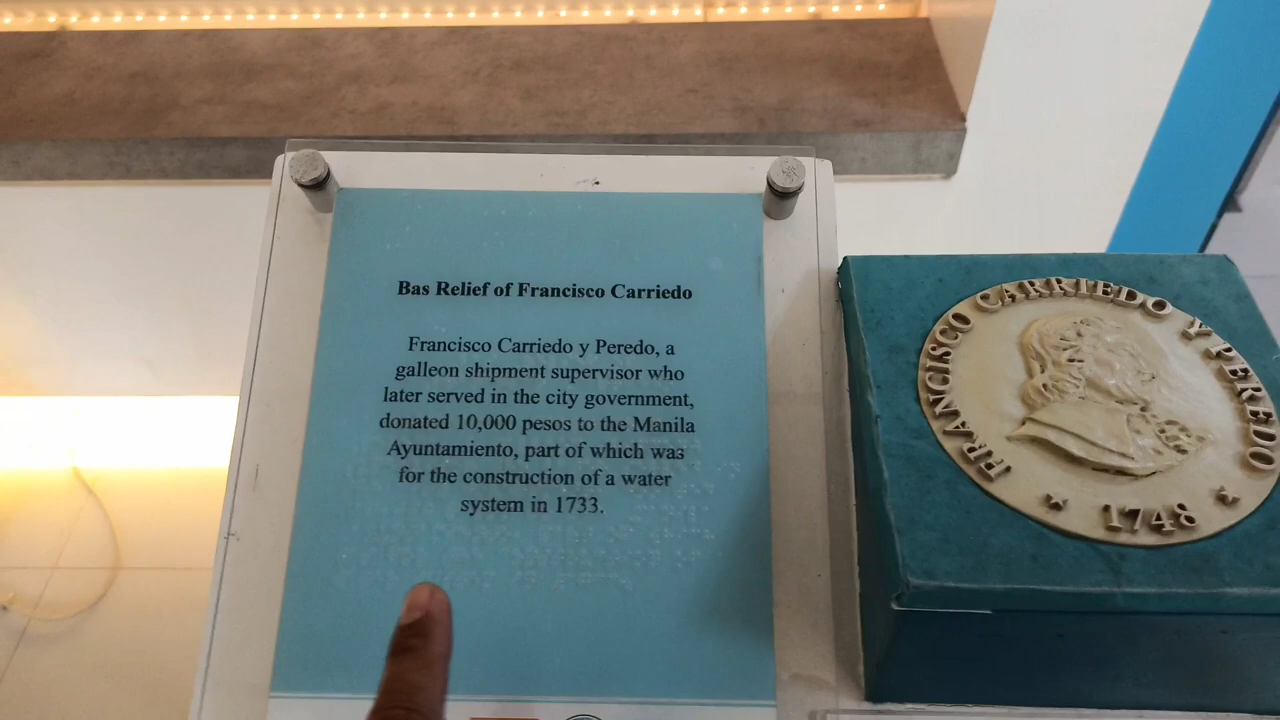 Bas Relief of Francisco Carriedo
Francisco Carriedo y Peredo, a
galleon shipment supervisor who
later served in the city government,
donated 10,000 pesos to the Manila
Ayuntamiento, part of which was
for the construction of a water
system in 1733.
FRANCISCO CARRIEDO Y PEREDO
1748